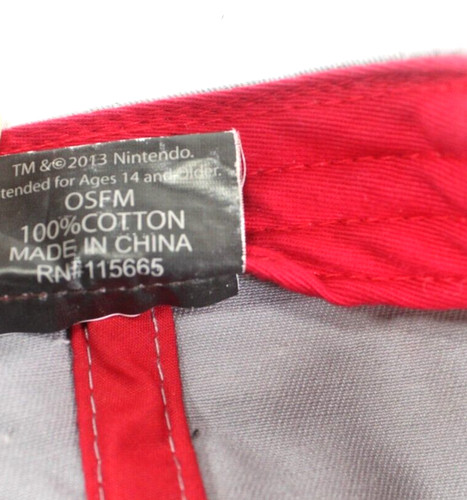 TM &©2013 Nintendo.
tended for Ages 14 and Older.
OSFM
100%COTTON
MADE IN CHINA
RN#115665